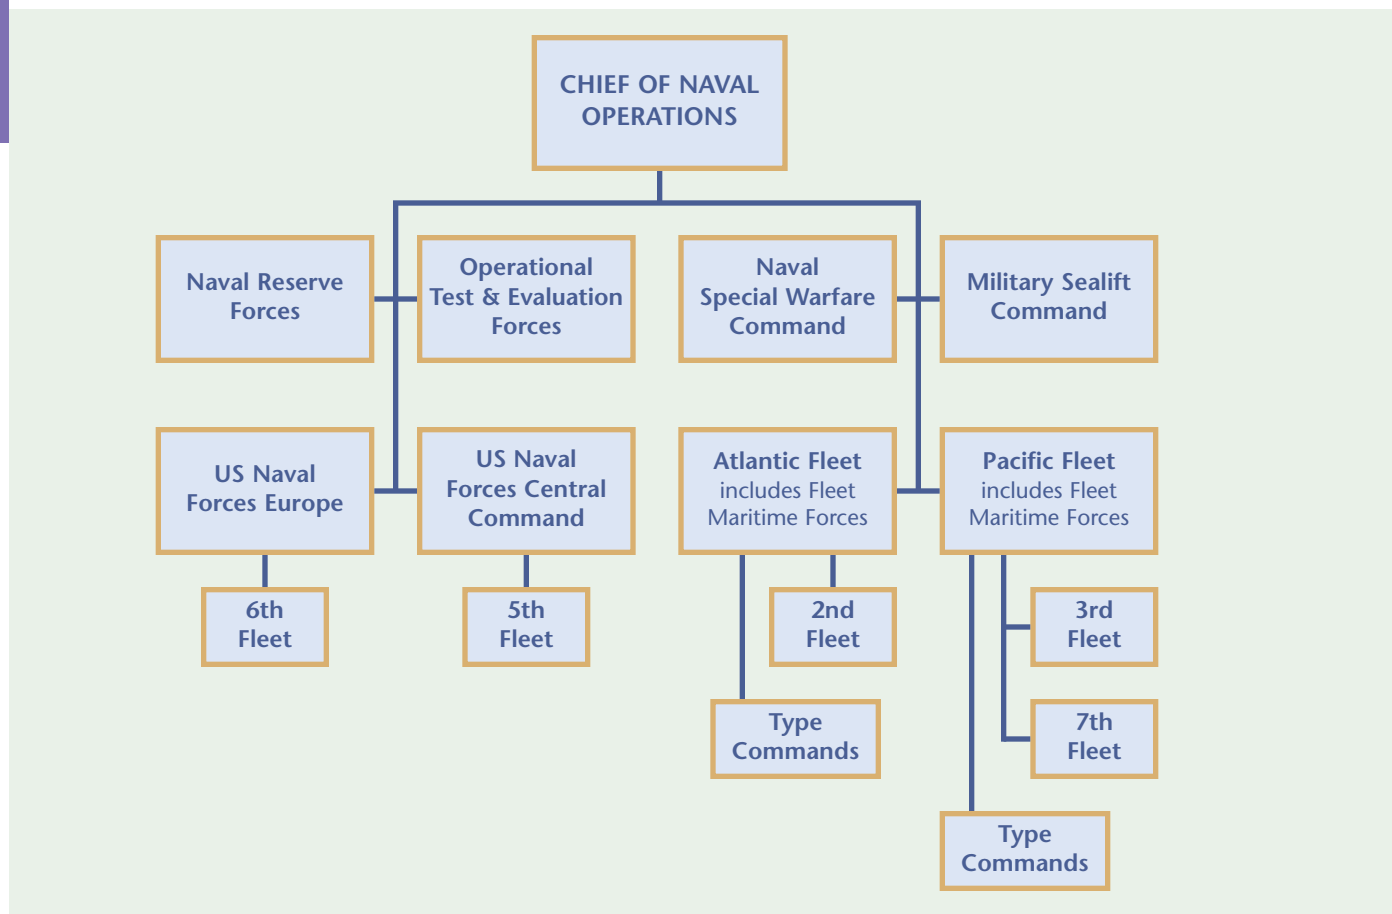 CHIEF OF NAVAL
OPERATIONS
Naval Reserve
Forces
Operational
Test & Evaluation
Forces
Naval
Special Warfare
Command
Military Sealift
Command
US Naval
Forces Europe
US Naval
Forces Central
Command
Atlantic Fleet
includes Fleet
Maritime Forces
Pacific Fleet
includes Fleet
Maritime Forces
6th
Fleet
5th
Fleet
2nd
Fleet
3rd
Fleet
Type
Commands
7th
Fleet
Type
Commands